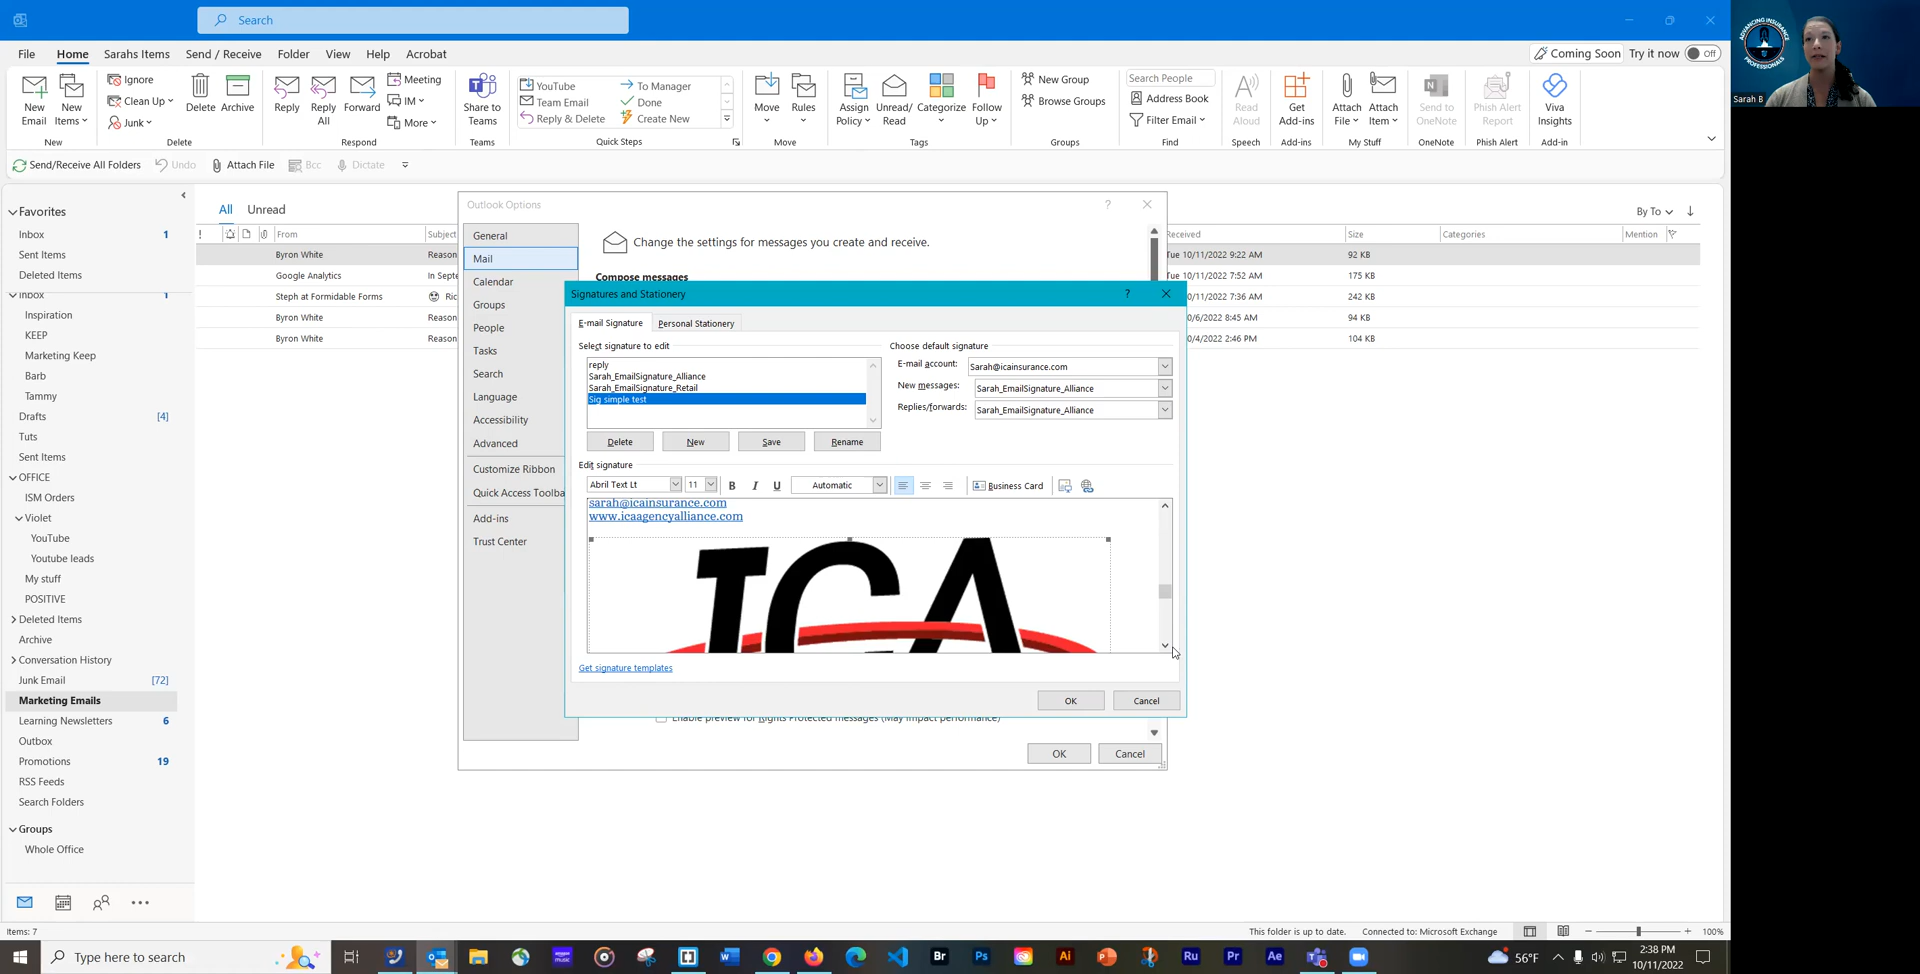 Search
File Home Sarahs Items Send / Receive Folder View Help Acrobat
Coming Soon Try it now Off
New Email
New Items
New
Ignore
Clean Up
Junk
Delete
Archive
Delete
Reply
Reply All
Forward
Meeting
IM
More
Respond
Share to Teams
Teams
YouTube
Team Email
Reply & Delete
To Manager
Done
Create New
Quick Steps
Move
Rules
Move
Assign Policy
Unread/ Read
Categorize
Follow Up
Tags
New Group
Browse Groups
Groups
Search People
Address Book
Filter Email
Find
Read Aloud
Speech
Get Add-ins
Add-ins
Attach File
Attach Item
My Stuff
Send to OneNote
OneNote
Phish Alert Report
Phish Alert
Viva Insights
Add-in
Send/Receive All Folders Undo Attach File Bcc Dictate
Favorites
Inbox 1
Sent Items
Deleted Items
Inbox 1
Inspiration
KEEP
Marketing Keep
Barb
Tammy
Drafts [4]
Tuts
Sent Items
OFFICE
ISM Orders
Violet
YouTube
Youtube leads
My stuff
POSITIVE
Deleted Items
Archive
Conversation History
Junk Email [72]
Marketing Emails
Learning Newsletters 6
Outbox
Promotions 19
RSS Feeds
Search Folders
Groups
Whole Office
All Unread
By To
! From Subject Received Size Categories Mention
Byron White Reason Tue 10/11/2022 9:22 AM 92 KB
Google Analytics In Septe Tue 10/11/2022 7:52 AM 175 KB
Steph at Formidable Forms Ric 10/11/2022 7:36 AM 242 KB
Byron White Reason 10/6/2022 8:45 AM 94 KB
Byron White Reason 10/4/2022 2:46 PM 104 KB
Outlook Options ?
General
Mail
Calendar
Groups
People
Tasks
Search
Language
Accessibility
Advanced
Customize Ribbon
Quick Access Toolba
Add-ins
Trust Center
Change the settings for messages you create and receive.
Compose messages
Signatures and Stationery ?
E-mail Signature Personal Stationery
Select signature to edit
reply
Sarah_EmailSignature_Alliance
Sarah_EmailSignature_Retail
Sig simple test
Delete New Save Rename
Choose default signature
E-mail account: Sarah@icainsurance.com
New messages: Sarah_EmailSignature_Alliance
Replies/forwards: Sarah_EmailSignature_Alliance
Edit signature
Abril Text Lt 11 B I U Automatic Business Card
sarah@icainsurance.com
www.icaagencyalliance.com
ICA
Get signature templates
OK Cancel
Enable preview for Rights Protected messages (May impact performance)
OK Cancel
ADVANCING INSURANCE PROFESSIONALS
Sarah B
Items: 7
This folder is up to date. Connected to: Microsoft Exchange 100%
Type here to search
Br Ps Ai Ru Pr Ae
56°F
2:38 PM
10/11/2022